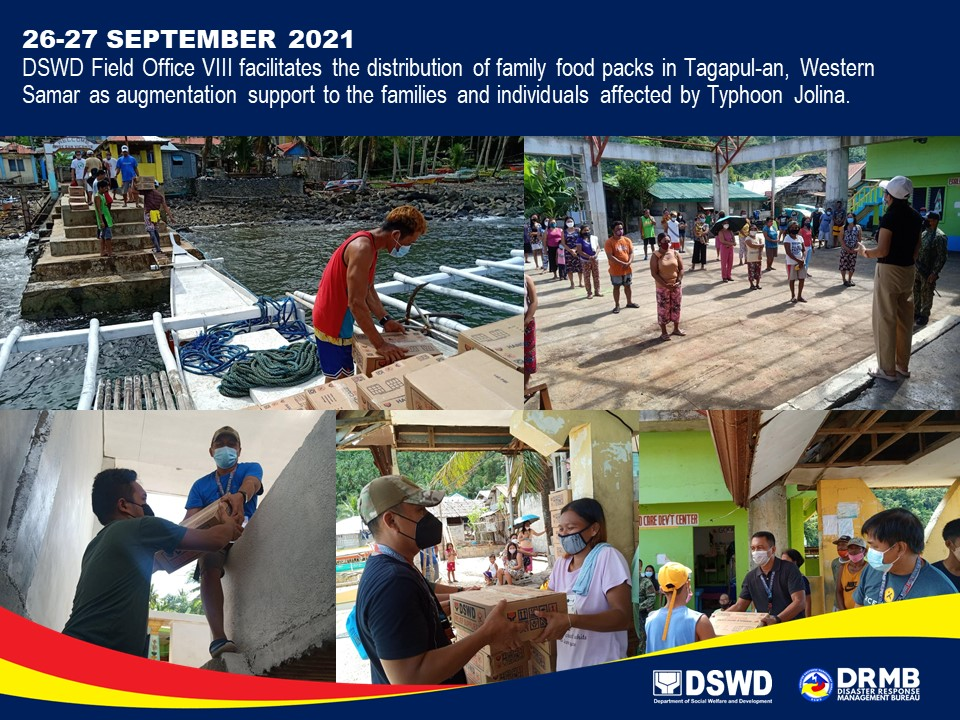 26-27 SEPTEMBER 2021
DSWD Field Office VIII facilitates the distribution of family food packs in Tagapul-an, Western
Samar as augmentation support to the families and individuals affected by Typhoon Jolina.
CARE DEV'T CENTER
DSWD
DSWD
Department of Social Welfare and Development
DRMB
DISASTER RESPONSE
MANAGEMENT BUREAU